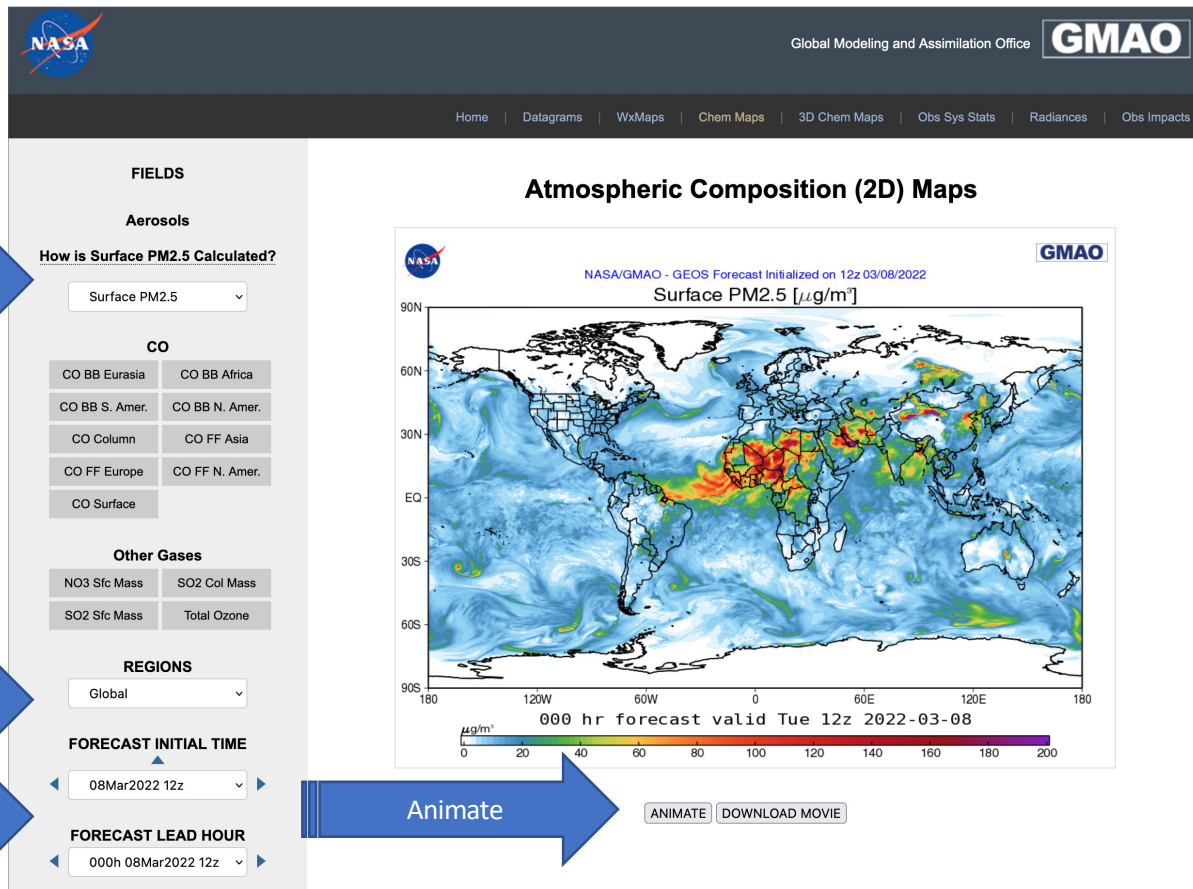 NASA
Global Modeling and Assimilation Office
GMAO
Home | Datagrams | WxMaps | Chem Maps | 3D Chem Maps | Obs Sys Stats | Radiances | Obs Impacts
FIELDS
Aerosols
How is Surface PM2.5 Calculated?
Surface PM2.5
CO
CO BB Eurasia CO BB Africa
CO BB S. Amer. CO BB N. Amer.
CO Column CO FF Asia
CO FF Europe CO FF N. Amer.
CO Surface
Other Gases
NO3 Sfc Mass SO2 Col Mass
SO2 Sfc Mass Total Ozone
REGIONS
Global
FORECAST INITIAL TIME
08Mar2022 12z
FORECAST LEAD HOUR
000h 08Mar2022 12z
Atmospheric Composition (2D) Maps
NASA
GMAO
NASA/GMAO - GEOS Forecast Initialized on 12z 03/08/2022
Surface PM2.5 [μg/m³]
90N
60N
30N
EQ
30S
60S
90S
180 120W 60W 0 60E 120E 180
000 hr forecast valid Tue 12z 2022-03-08
μg/m³
0 20 40 60 80 100 120 140 160 180 200
Animate
ANIMATE DOWNLOAD MOVIE